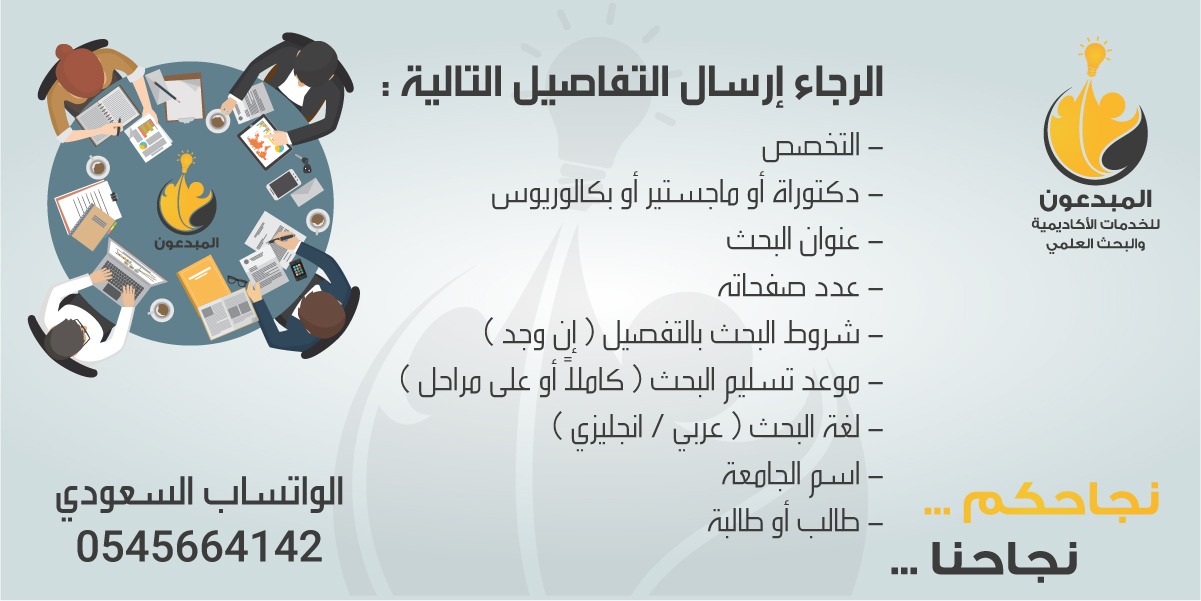 المبدعون
للخدمات الأكاديمية
والبحث العلمي
الرجاء إرسال التفاصيل التالية :
- التخصص
- دكتوراة أو ماجستير أو بكالوريوس
- عنوان البحث
- عدد صفحاته
- شروط البحث بالتفصيل ( إن وجد )
- موعد تسليم البحث ( كاملاً أو على مراحل )
- لغة البحث ( عربي / انجليزي )
- اسم الجامعة
- طالب أو طالبة
نجاحكم ...
نجاحنا ...
المبدعون
الواتساب السعودي
0545664142